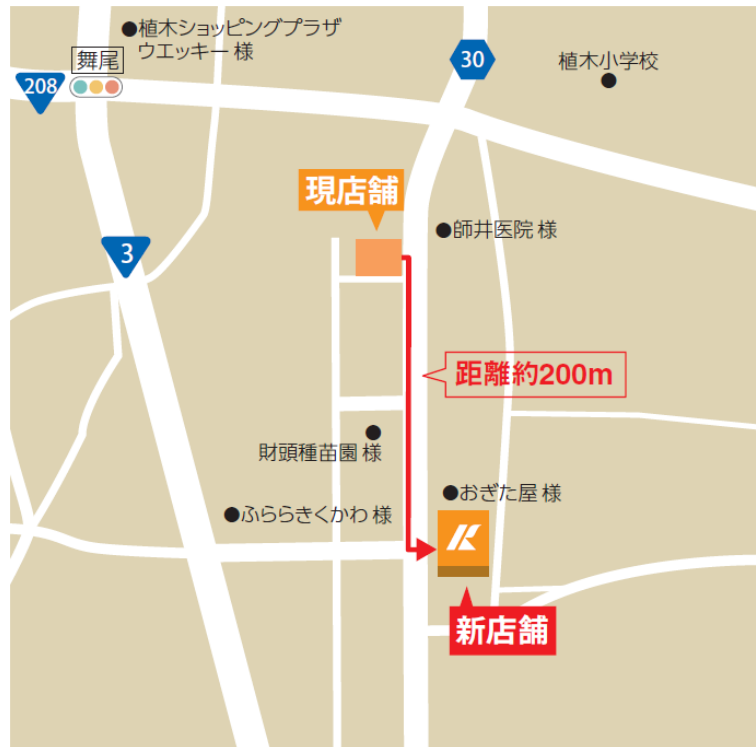 ●植木ショッピングプラザ
ウエッキー 様
舞尾
208
30
植木小学校
●
現店舗
●師井医院 様
3
距離約200m
●
財頭種苗園 様
●おぎた屋 様
●ふららきくかわ 様
新店舗